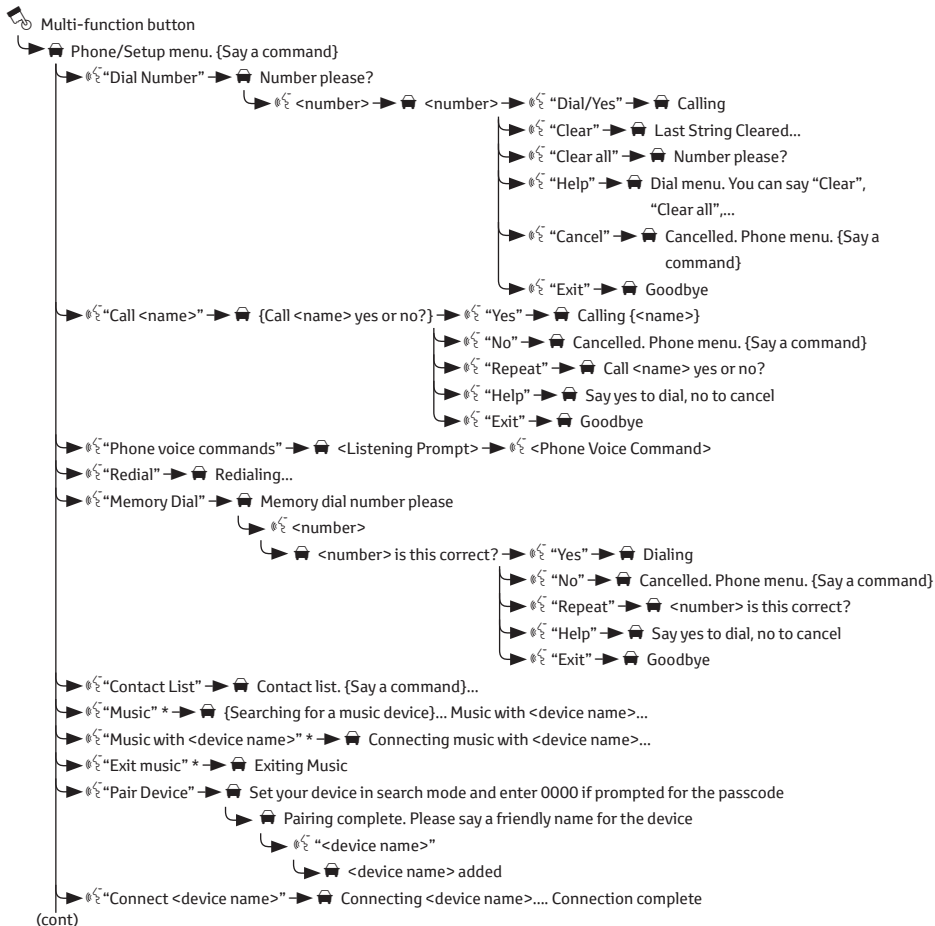 Multi-function button
Phone/Setup menu. {Say a command}
“Dial Number” Number please?
<number> <number> “Dial/Yes” Calling
“Clear” Last String Cleared...
“Clear all” Number please?
“Help” Dial menu. You can say “Clear”,
“Clear all”,...
“Cancel” Cancelled. Phone menu. {Say a
command}
“Exit” Goodbye
“Call <name>” {Call <name> yes or no?} “Yes” Calling {<name>}
“No” Cancelled. Phone menu. {Say a command}
“Repeat” Call <name> yes or no?
“Help” Say yes to dial, no to cancel
“Exit” Goodbye
“Phone voice commands” <Listening Prompt> <Phone Voice Command>
“Redial” Redialing...
“Memory Dial” Memory dial number please
<number>
<number> is this correct? “Yes” Dialing
“No” Cancelled. Phone menu. {Say a command}
“Repeat” <number> is this correct?
“Help” Say yes to dial, no to cancel
“Exit” Goodbye
“Contact List” Contact list. {Say a command}...
“Music” * {Searching for a music device}... Music with <device name>...
“Music with <device name>” * Connecting music with <device name>...
“Exit music” * Exiting Music
“Pair Device” Set your device in search mode and enter 0000 if prompted for the passcode
Pairing complete. Please say a friendly name for the device
“<device name>”
<device name> added
“Connect <device name>” Connecting <device name>.... Connection complete
(cont)